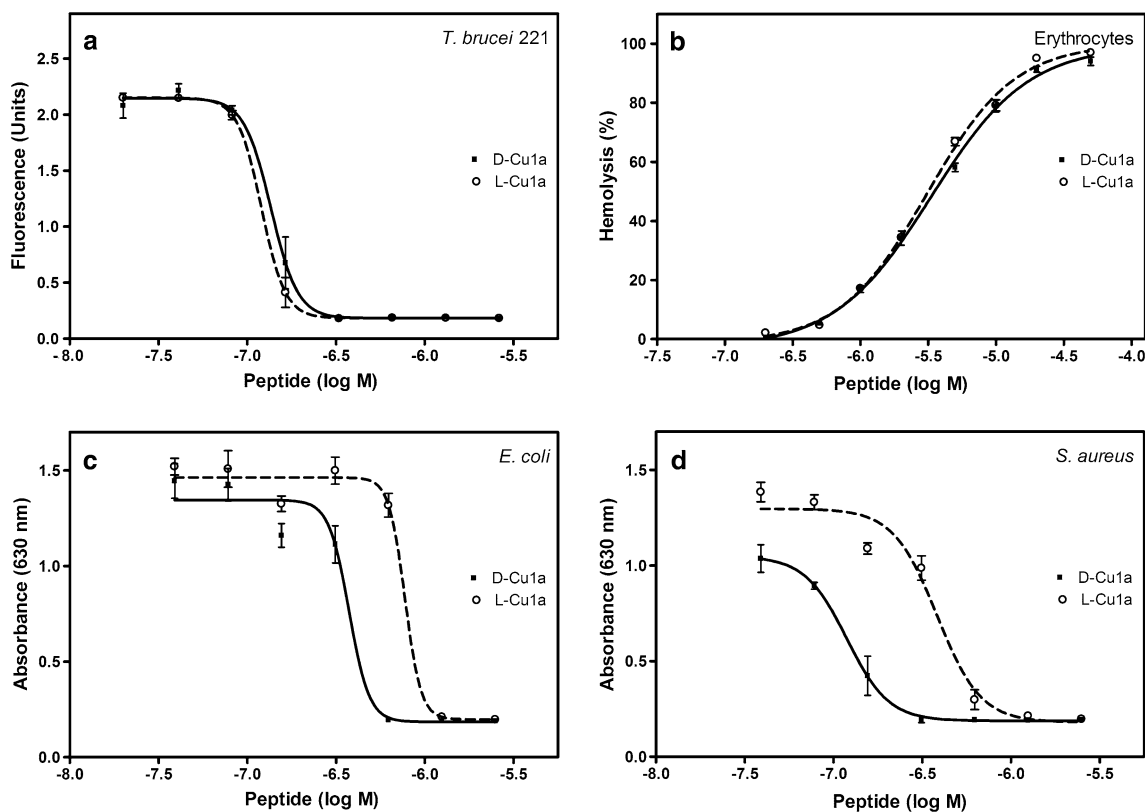 a
T. brucei 221
2.5
2.0
1.5
1.0
0.5
0.0
Fluorescence (Units)
D-Cu1a
L-Cu1a
-8.0 -7.5 -7.0 -6.5 -6.0 -5.5
Peptide (log M)
b
Erythrocytes
100
80
60
40
20
0
Hemolysis (%)
D-Cu1a
L-Cu1a
-7.5 -7.0 -6.5 -6.0 -5.5 -5.0 -4.5 -4.0
Peptide (log M)
c
E. coli
1.5
1.0
0.5
0.0
Absorbance (630 nm)
D-Cu1a
L-Cu1a
-8.0 -7.5 -7.0 -6.5 -6.0 -5.5
Peptide (log M)
d
S. aureus
1.5
1.0
0.5
0.0
Absorbance (630 nm)
D-Cu1a
L-Cu1a
-8.0 -7.5 -7.0 -6.5 -6.0 -5.5
Peptide (log M)